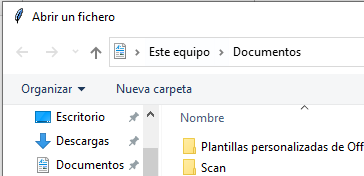 Abrir un fichero
Este equipo > Documentos
Organizar Nueva carpeta
Escritorio
Descargas
Documentos
Nombre
Plantillas personalizadas de Off
Scan